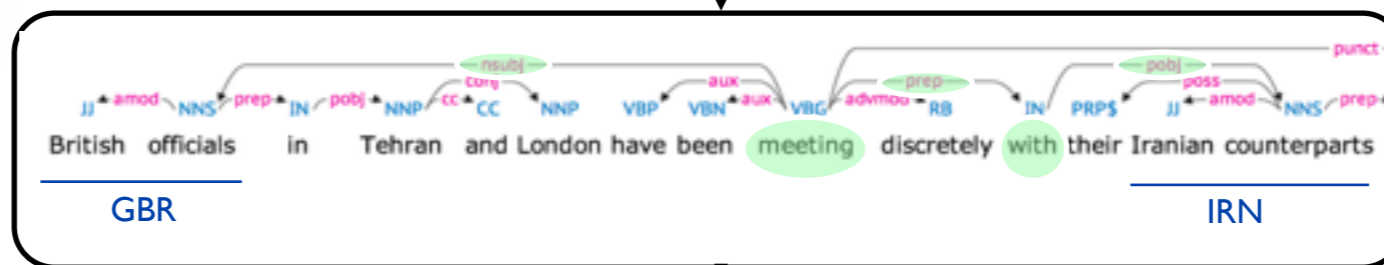 punct
nsubj pobj
conj aux prep poss
JJ amod NNS prep IN pobj NNP cc CC NNP VBP VBN aux VBG advmod RB IN PRP$ JJ amod NNS prep
British officials in Tehran and London have been meeting discretely with their Iranian counterparts
GBR IRN